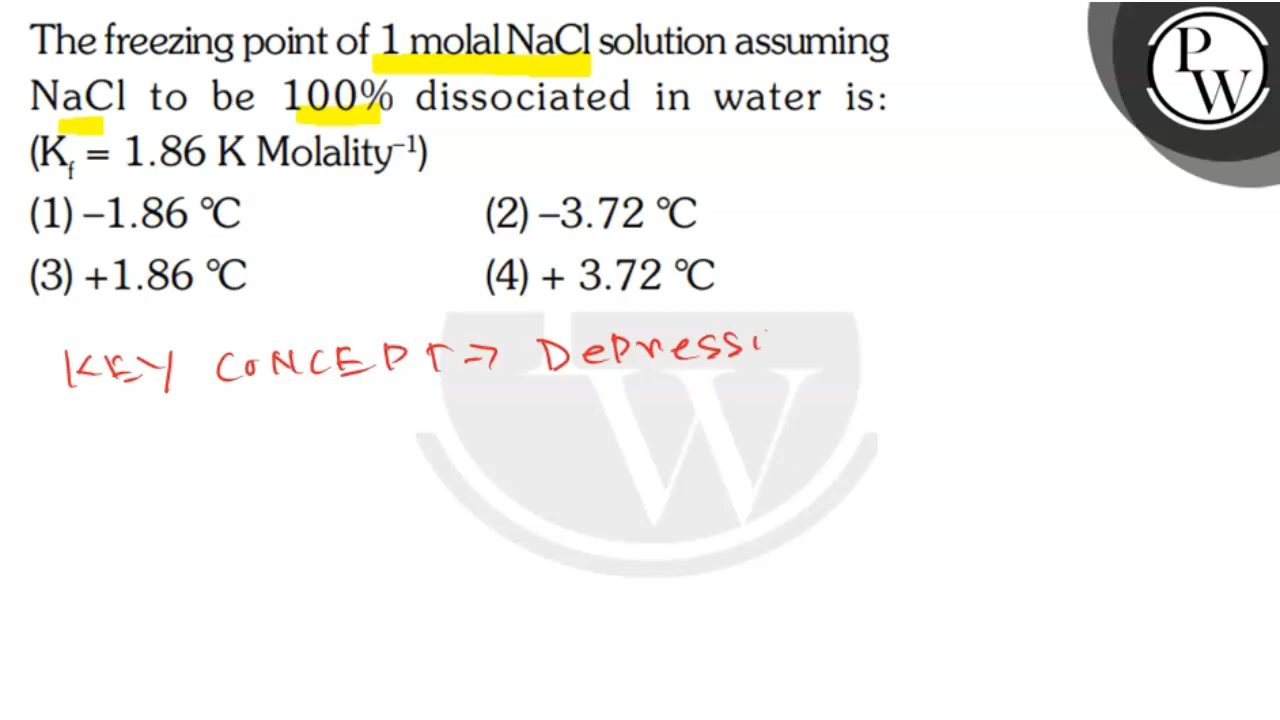 The freezing point of 1 molal NaCl solution assuming
NaCl to be 100% dissociated in water is:
(K_f = 1.86 K Molality⁻¹)
(1) –1.86 °C (2) –3.72 °C
(3) +1.86 °C (4) + 3.72 °C
KEY CONCEPT => Depressi
P
W
W